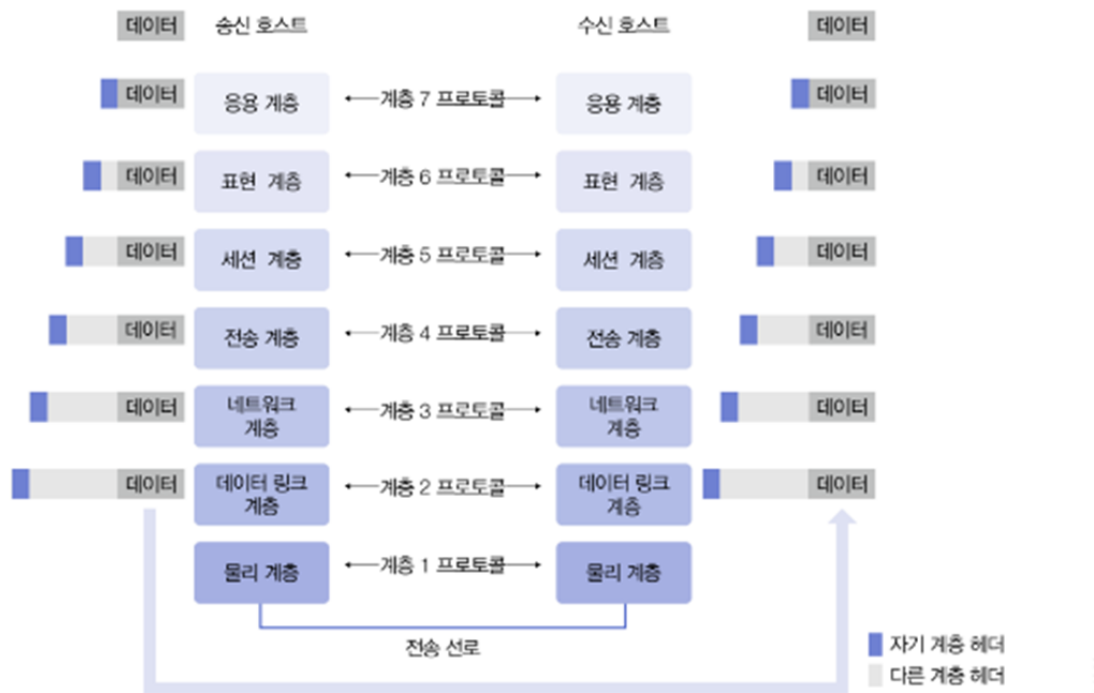 데이터 송신 호스트 수신 호스트 데이터
데이터 응용 계층 계층 7 프로토콜 응용 계층 데이터
데이터 표현 계층 계층 6 프로토콜 표현 계층 데이터
데이터 세션 계층 계층 5 프로토콜 세션 계층 데이터
데이터 전송 계층 계층 4 프로토콜 전송 계층 데이터
데이터 네트워크 계층 계층 3 프로토콜 네트워크 계층 데이터
데이터 데이터 링크 계층 계층 2 프로토콜 데이터 링크 계층 데이터
물리 계층 계층 1 프로토콜 물리 계층
전송 선로
자기 계층 헤더
다른 계층 헤더